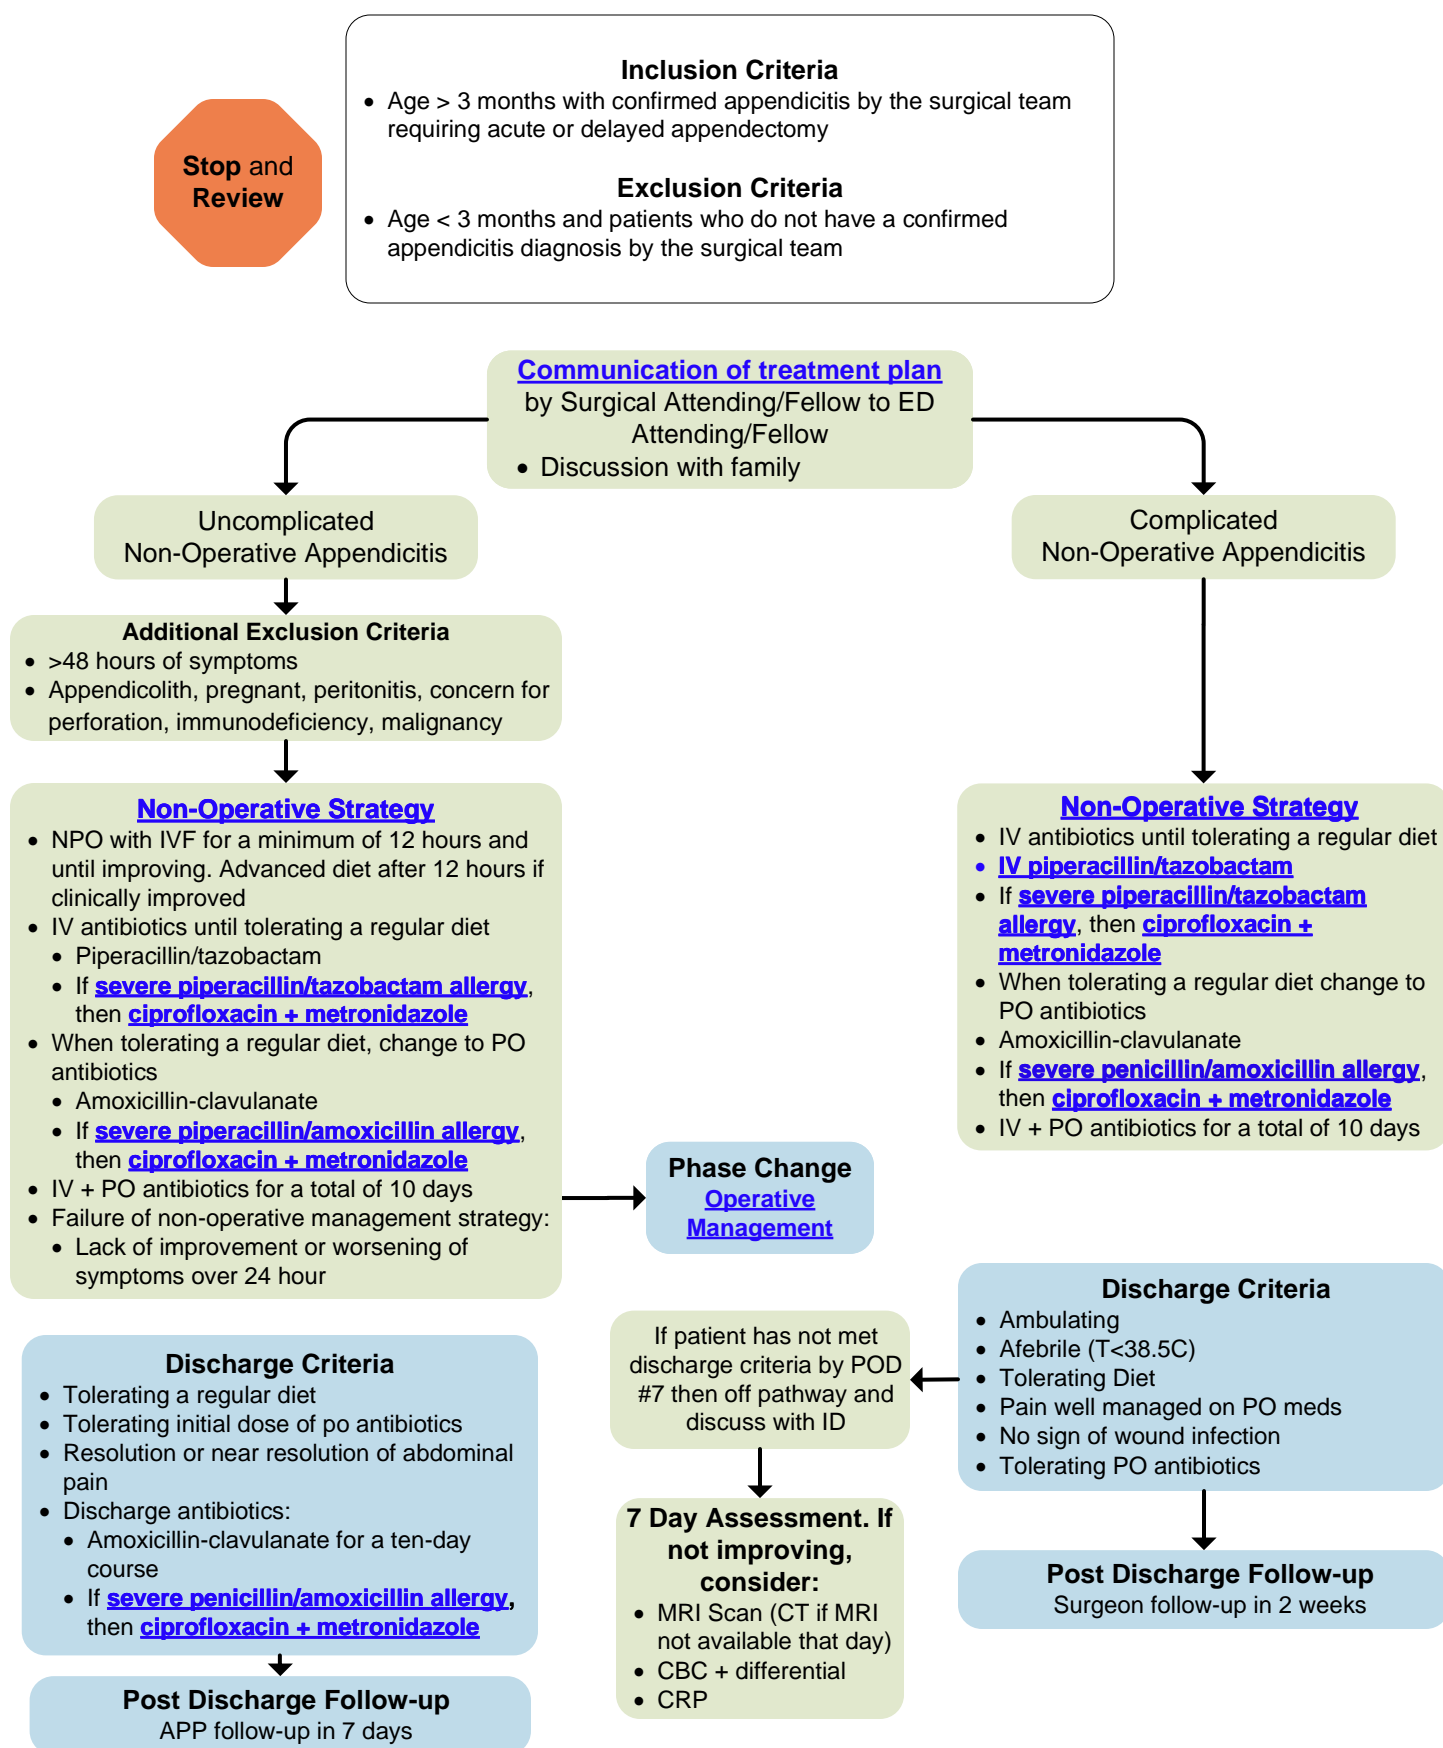 Inclusion Criteria
• Age > 3 months with confirmed appendicitis by the surgical team
requiring acute or delayed appendectomy
Exclusion Criteria
• Age < 3 months and patients who do not have a confirmed
appendicitis diagnosis by the surgical team
Stop and
Review
Communication of treatment plan
by Surgical Attending/Fellow to ED
Attending/Fellow
• Discussion with family
Uncomplicated
Non-Operative Appendicitis
Additional Exclusion Criteria
• >48 hours of symptoms
• Appendicolith, pregnant, peritonitis, concern for
perforation, immunodeficiency, malignancy
Non-Operative Strategy
• NPO with IVF for a minimum of 12 hours and
until improving. Advanced diet after 12 hours if
clinically improved
• IV antibiotics until tolerating a regular diet
• Piperacillin/tazobactam
• If severe piperacillin/tazobactam allergy,
then ciprofloxacin + metronidazole
• When tolerating a regular diet, change to PO
antibiotics
• Amoxicillin-clavulanate
• If severe piperacillin/amoxicillin allergy,
then ciprofloxacin + metronidazole
• IV + PO antibiotics for a total of 10 days
• Failure of non-operative management strategy:
• Lack of improvement or worsening of
symptoms over 24 hour
Phase Change
Operative
Management
Discharge Criteria
• Tolerating a regular diet
• Tolerating initial dose of po antibiotics
• Resolution or near resolution of abdominal
pain
• Discharge antibiotics:
• Amoxicillin-clavulanate for a ten-day
course
• If severe penicillin/amoxicillin allergy,
then ciprofloxacin + metronidazole
Post Discharge Follow-up
APP follow-up in 7 days
Complicated
Non-Operative Appendicitis
Non-Operative Strategy
• IV antibiotics until tolerating a regular diet
• IV piperacillin/tazobactam
• If severe piperacillin/tazobactam
allergy, then ciprofloxacin +
metronidazole
• When tolerating a regular diet change to
PO antibiotics
• Amoxicillin-clavulanate
• If severe penicillin/amoxicillin allergy,
then ciprofloxacin + metronidazole
• IV + PO antibiotics for a total of 10 days
Discharge Criteria
• Ambulating
• Afebrile (T<38.5C)
• Tolerating Diet
• Pain well managed on PO meds
• No sign of wound infection
• Tolerating PO antibiotics
If patient has not met
discharge criteria by POD
#7 then off pathway and
discuss with ID
7 Day Assessment. If
not improving,
consider:
• MRI Scan (CT if MRI
not available that day)
• CBC + differential
• CRP
Post Discharge Follow-up
Surgeon follow-up in 2 weeks